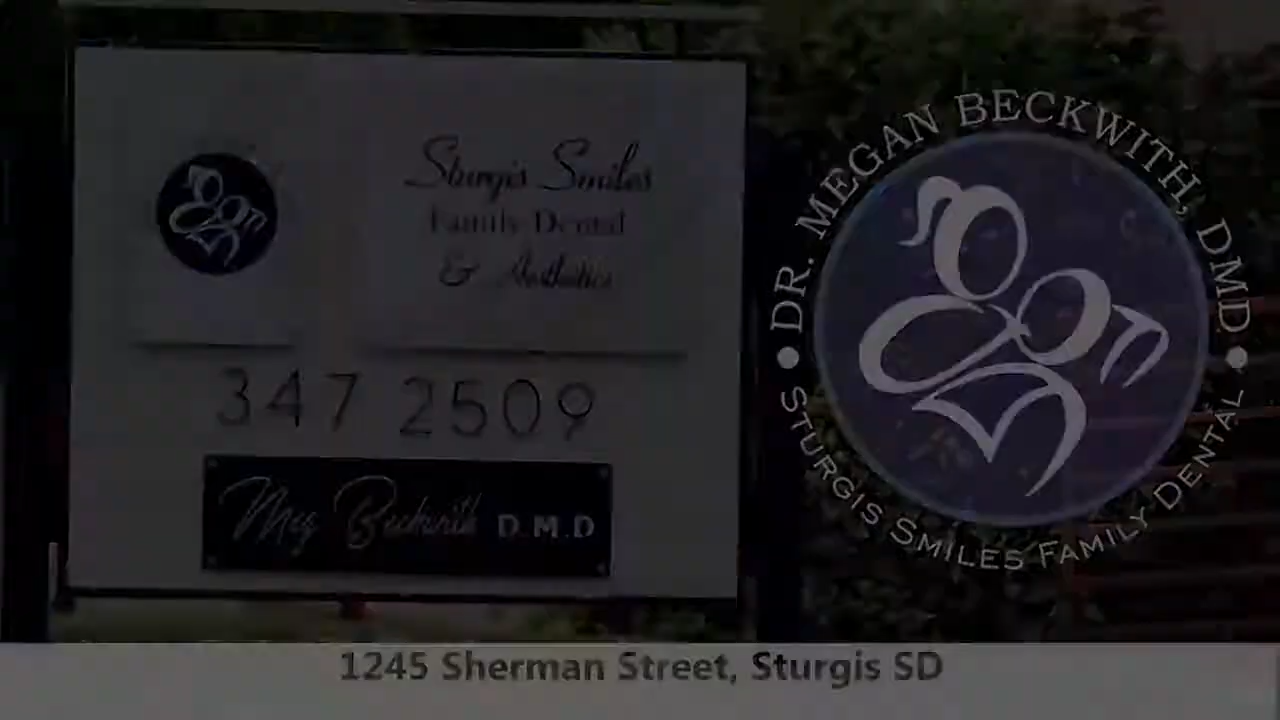 Sturgis Smiles
Family Dental
& Aesthetics
347 2509
Meg Beckwith D.M.D
DR. MEGAN BECKWITH, DMD
STURGIS SMILES FAMILY DENTAL
1245 Sherman Street, Sturgis SD